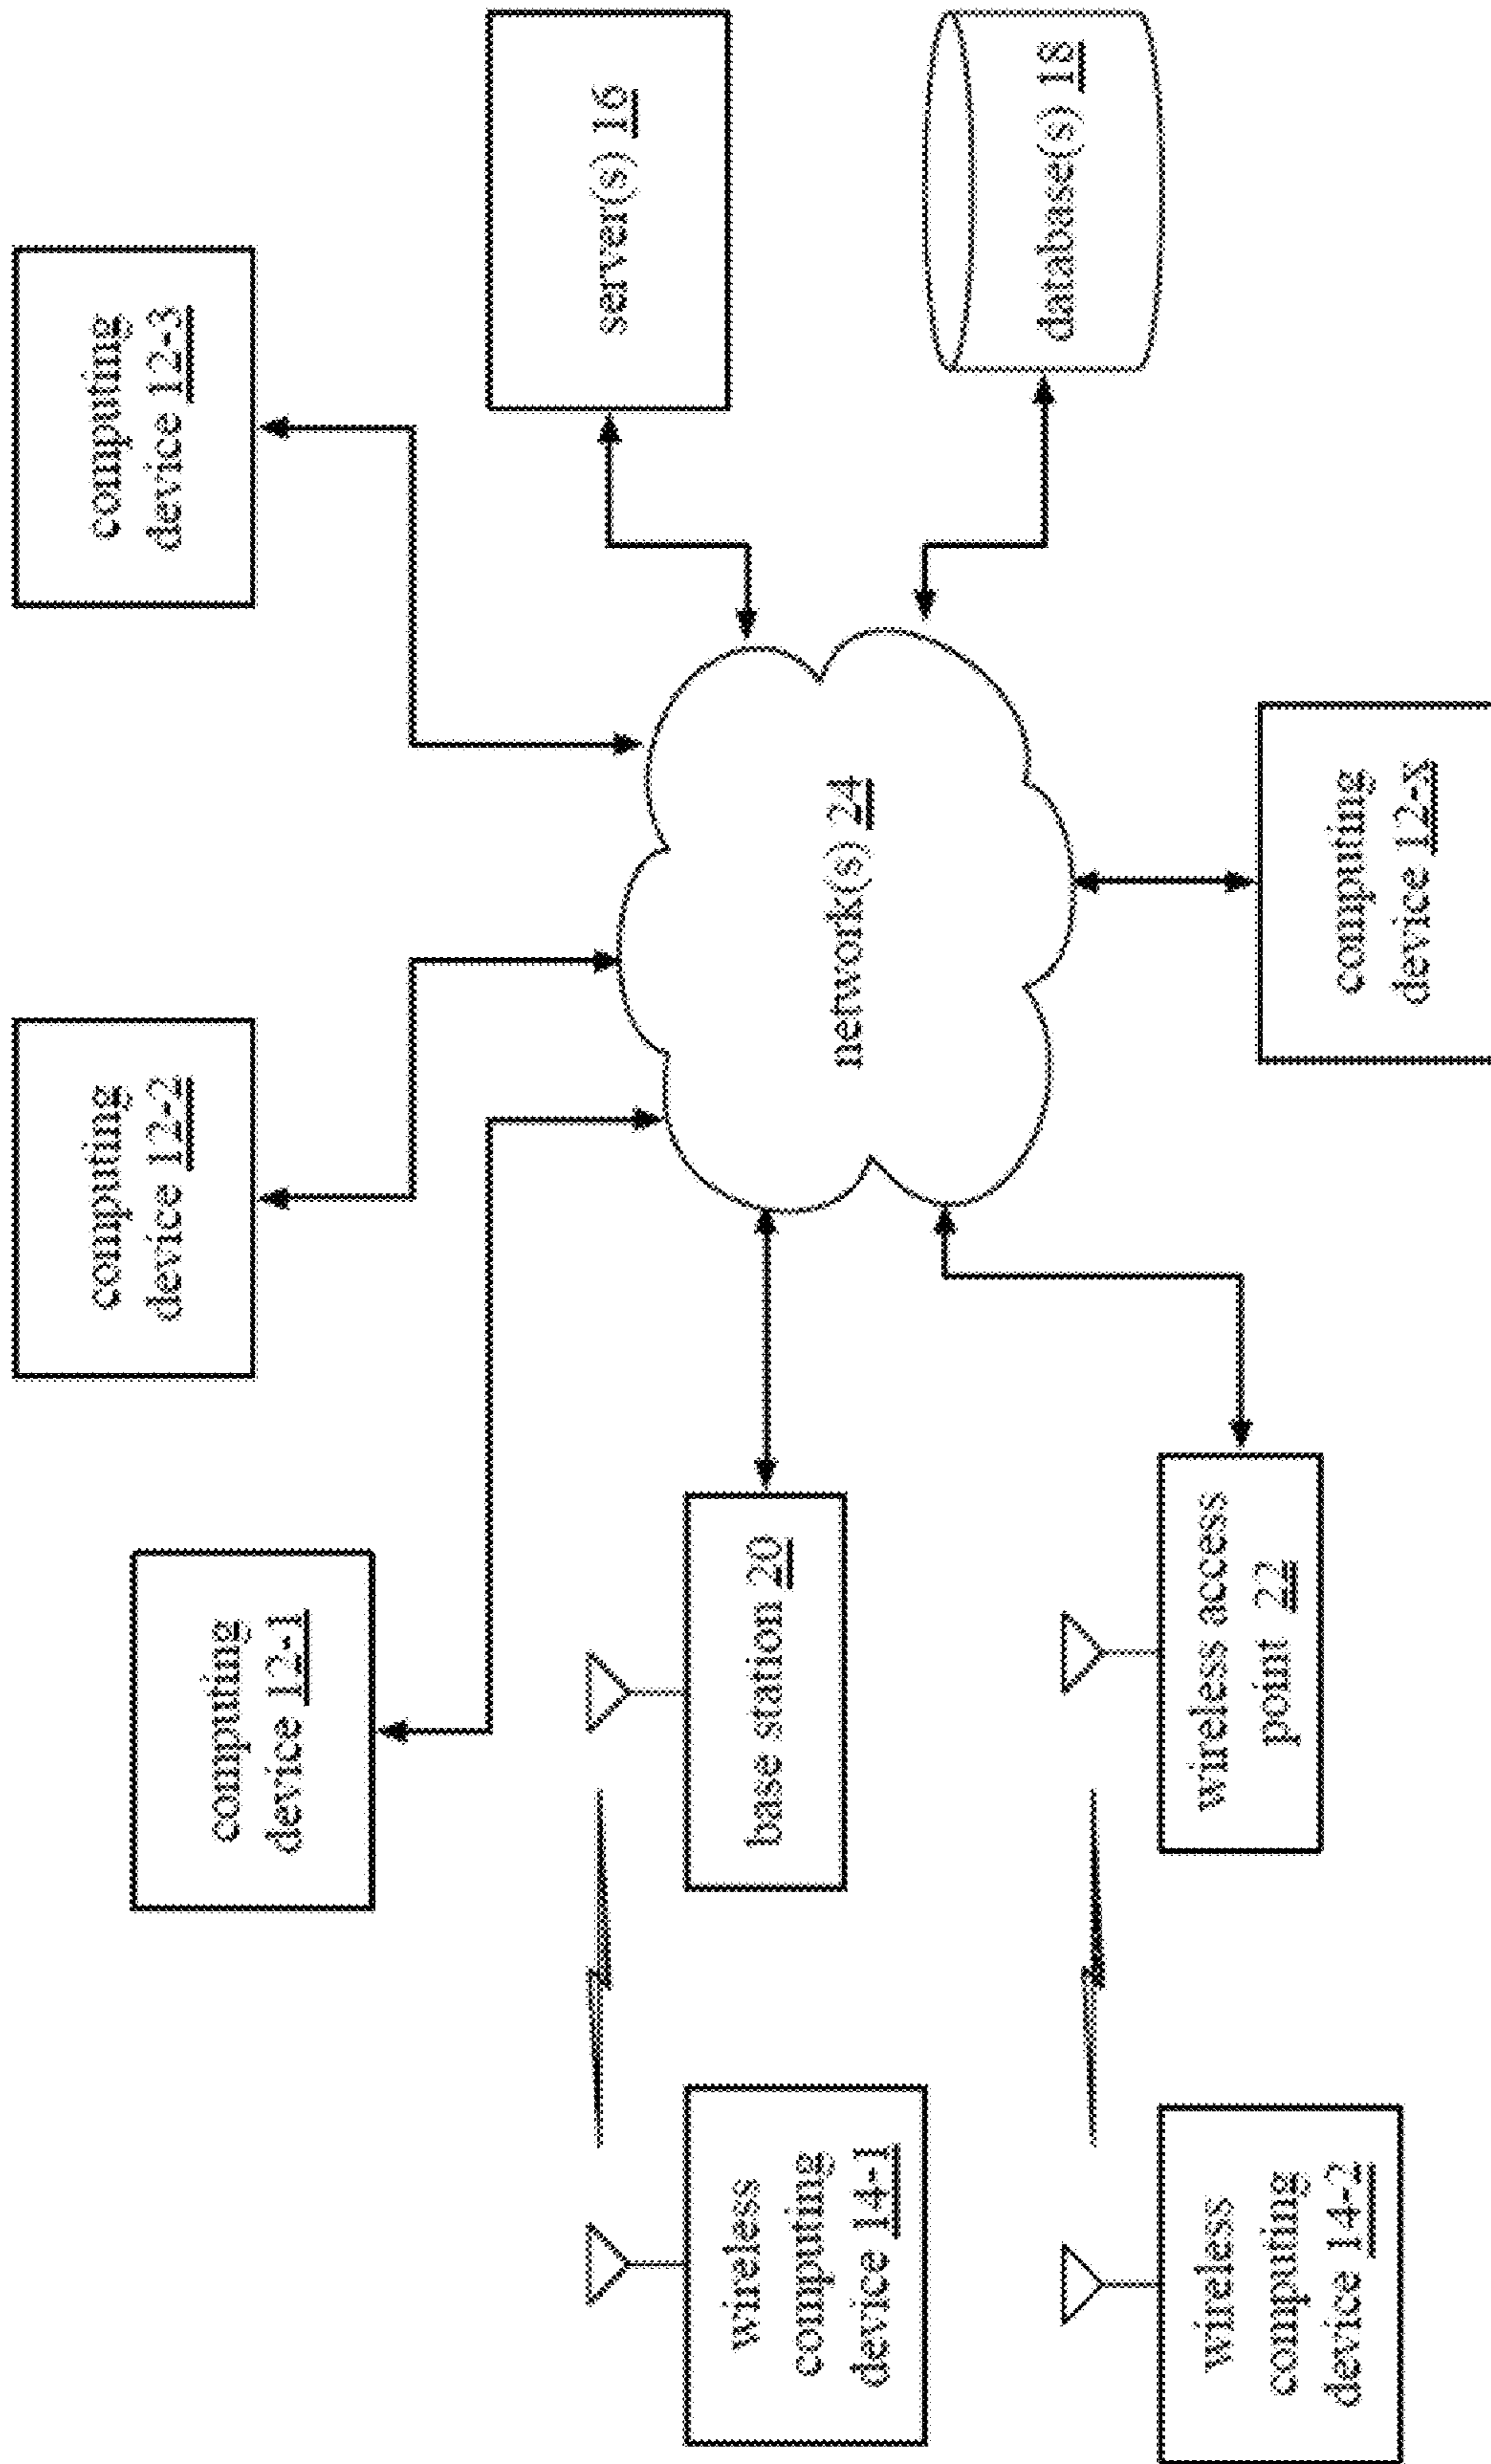 computing
device 12-1
computing
device 12-2
computing
device 12-3
wireless
computing
device 14-1
base station 20
network(s) 24
server(s) 16
wireless
computing
device 14-2
wireless access
point 22
computing
device 12-x
database(s) 18